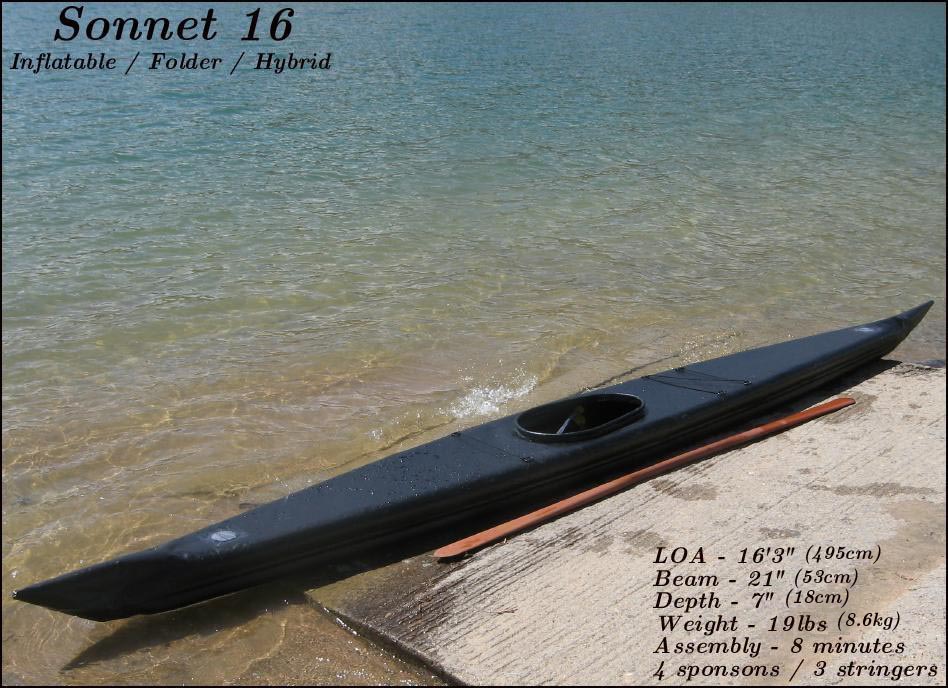 Sonnet 16
Inflatable / Folder / Hybrid
LOA - 16'3" (495cm)
Beam - 21" (53cm)
Depth - 7" (18cm)
Weight - 19lbs (8.6kg)
Assembly - 8 minutes
4 sponsons / 3 stringers